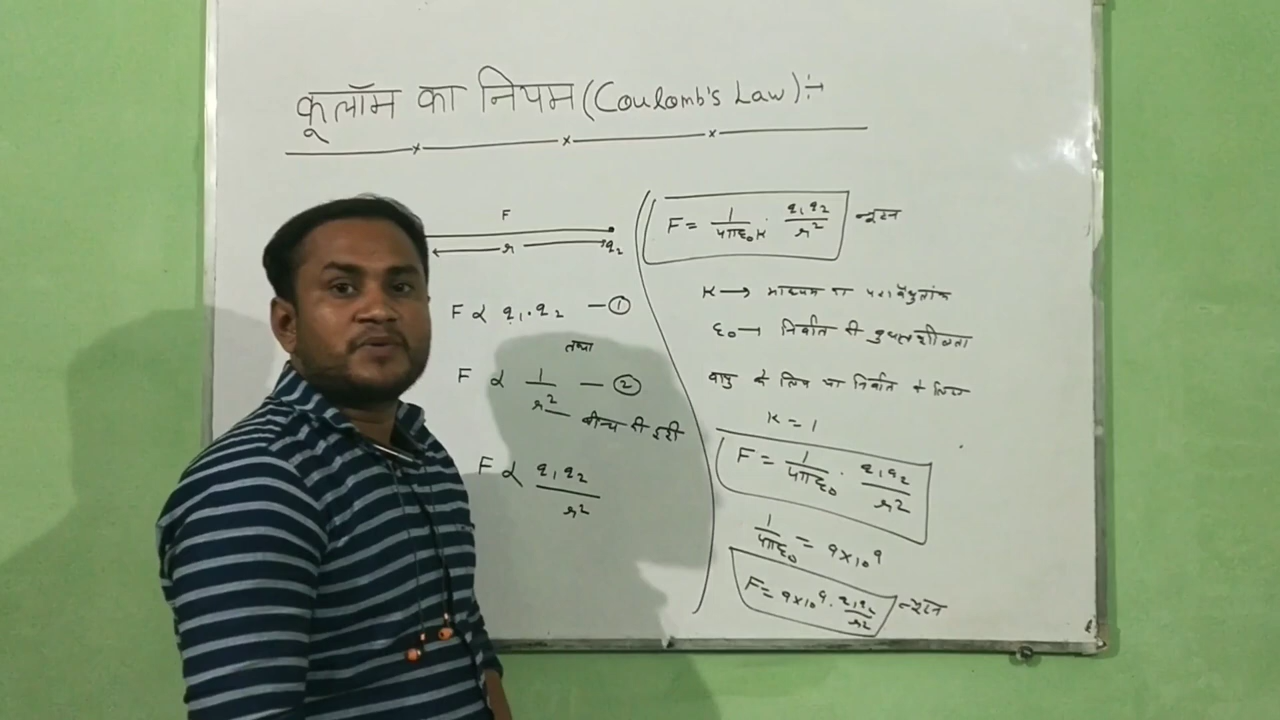 कूलॉम का नियम (Coulomb's Law) :-
F
r
q₂
F ∝ q₁.q₂ — ①
तथा
F ∝ 1/r² — ②
बीच की दूरी
F ∝ q₁q₂/r²
F = 1/4πε₀K . q₁q₂/r² न्यूटन
K → माध्यम का परावैद्युतांक
ε₀ → निर्वात की विद्युतशीलता
वायु के लिए या निर्वात के लिए
K = 1
F = 1/4πε₀ . q₁q₂/r²
1/4πε₀ = 9×10⁹
F = 9×10⁹ . q₁q₂/r² न्यूटन